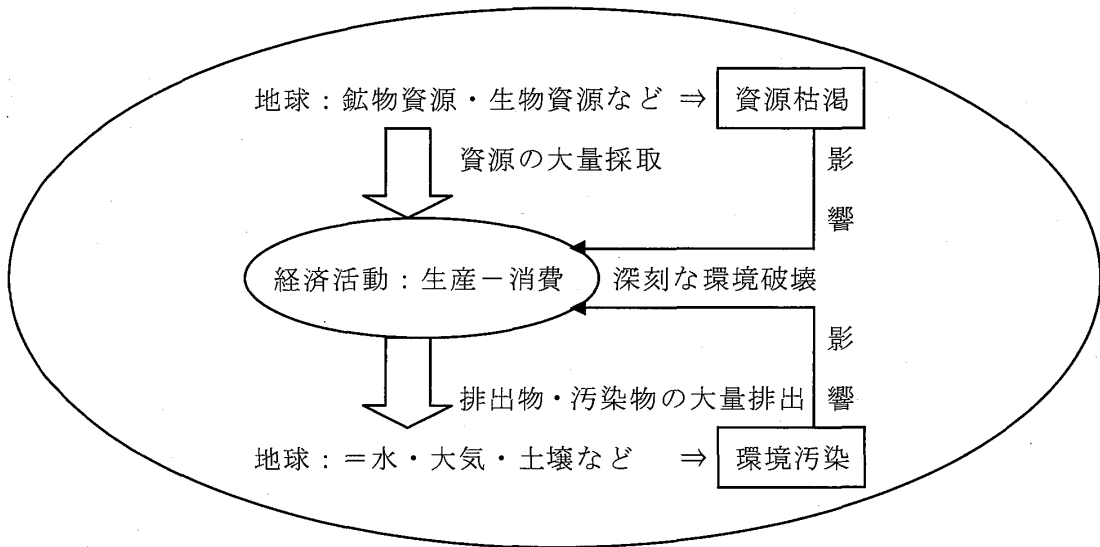 地球：鉱物資源・生物資源など ⇒ 資源枯渇
資源の大量採取
影響
経済活動：生産－消費
深刻な環境破壊
影響
排出物・汚染物の大量排出
地球：＝水・大気・土壌など ⇒ 環境汚染